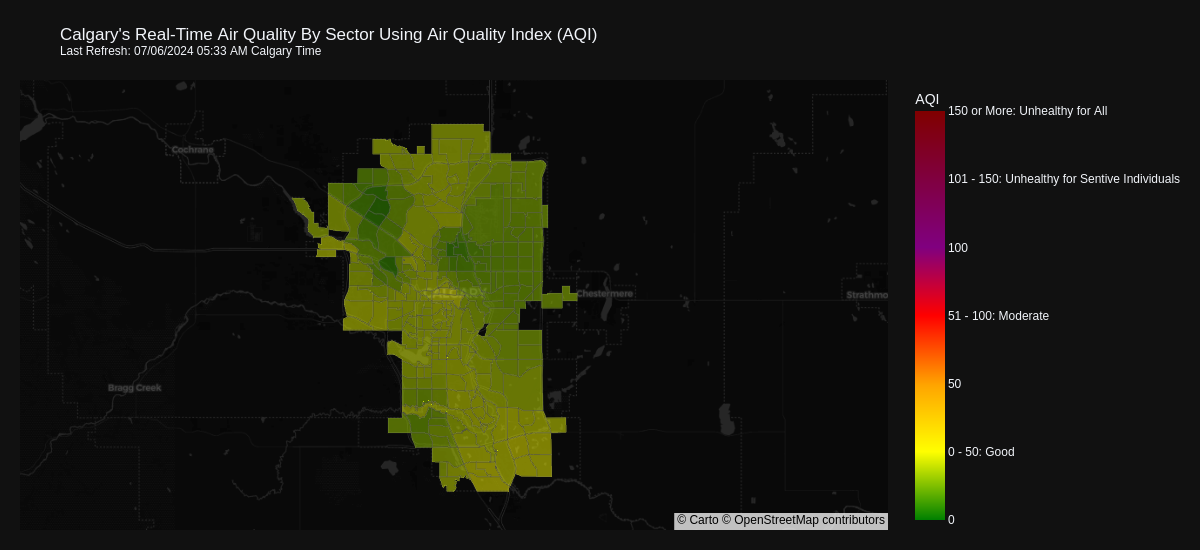 Calgary's Real-Time Air Quality By Sector Using Air Quality Index (AQI)
Last Refresh: 07/06/2024 05:33 AM Calgary Time
AQI
150 or More: Unhealthy for All
Cochrane
101 - 150: Unhealthy for Sentive Individuals
100
CALGARY
Chestermere
Strathmo
51 - 100: Moderate
Bragg Creek
50
0 - 50: Good
0
© Carto © OpenStreetMap contributors